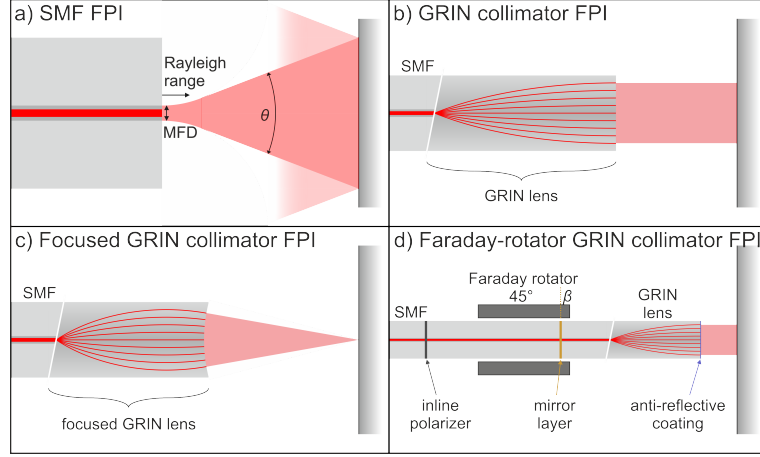 a) SMF FPI
Rayleigh
range
θ
MFD
b) GRIN collimator FPI
SMF
GRIN lens
c) Focused GRIN collimator FPI
SMF
focused GRIN lens
d) Faraday-rotator GRIN collimator FPI
Faraday rotator
45° β
SMF
GRIN
lens
inline
polarizer
mirror
layer
anti-reflective
coating